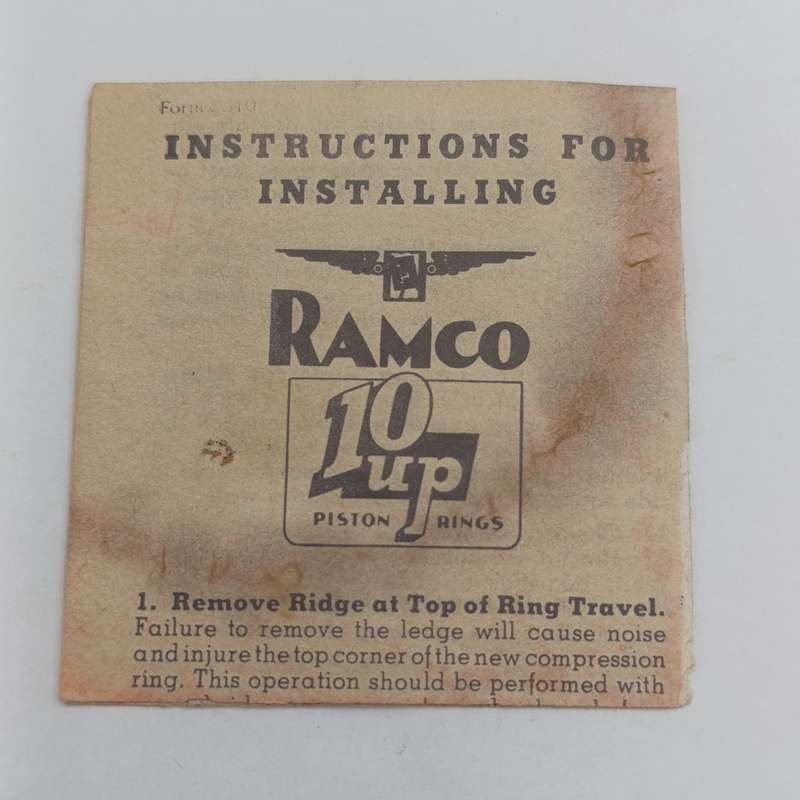 Form
INSTRUCTIONS FOR
INSTALLING
RAMCO
10
up
PISTON RINGS
1. Remove Ridge at Top of Ring Travel.
Failure to remove the ledge will cause noise
and injure the top corner of the new compression
ring. This operation should be performed with